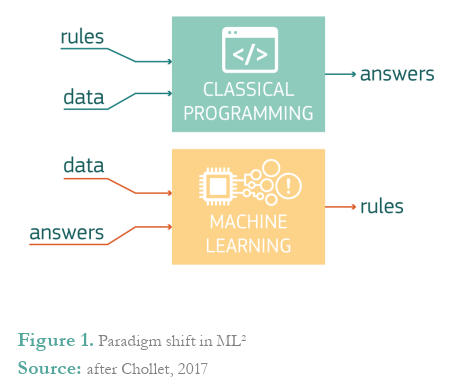 rules
data
</>
CLASSICAL
PROGRAMMING
answers
data
answers
!
MACHINE
LEARNING
rules
Figure 1. Paradigm shift in ML²
Source: after Chollet, 2017